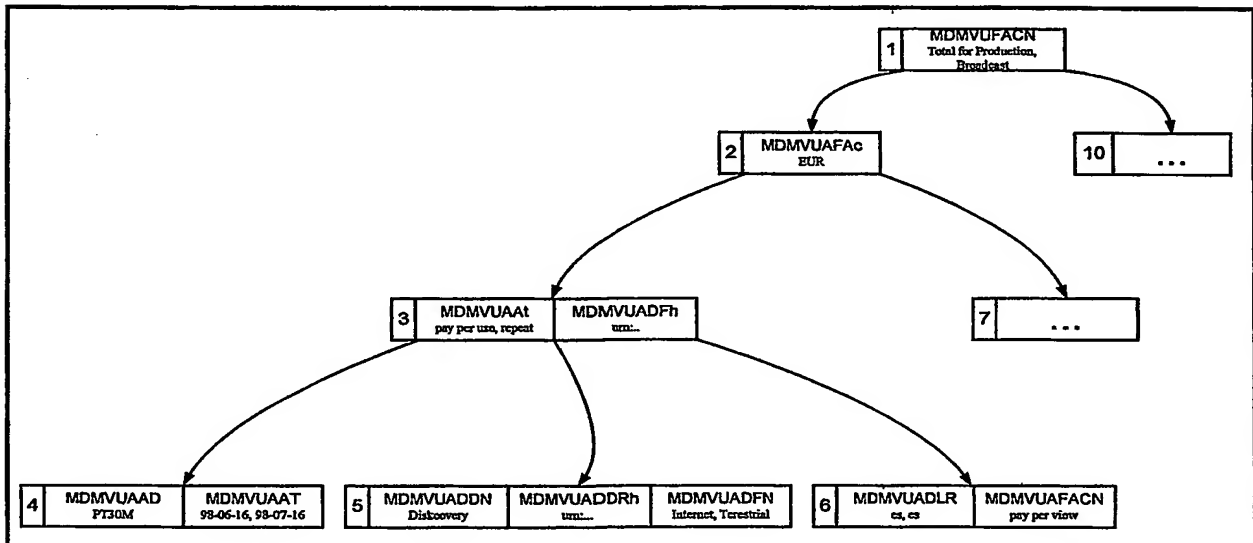 1
MDMVUFACN
Total for Production,
Broadcast
2
MDMVUAFAc
EUR
10
...
3
MDMVUAAt
pay per use, repeat
MDMVUADFh
urn:..
7
...
4
MDMVUAAD
PT30M
MDMVUAAT
98-06-16, 98-07-16
5
MDMVUADDN
Diskoovery
MDMVUADDRh
urn:...
MDMVUADFN
Internet, Terestrial
6
MDMVUADLR
es, es
MDMVUAFACN
pay per view